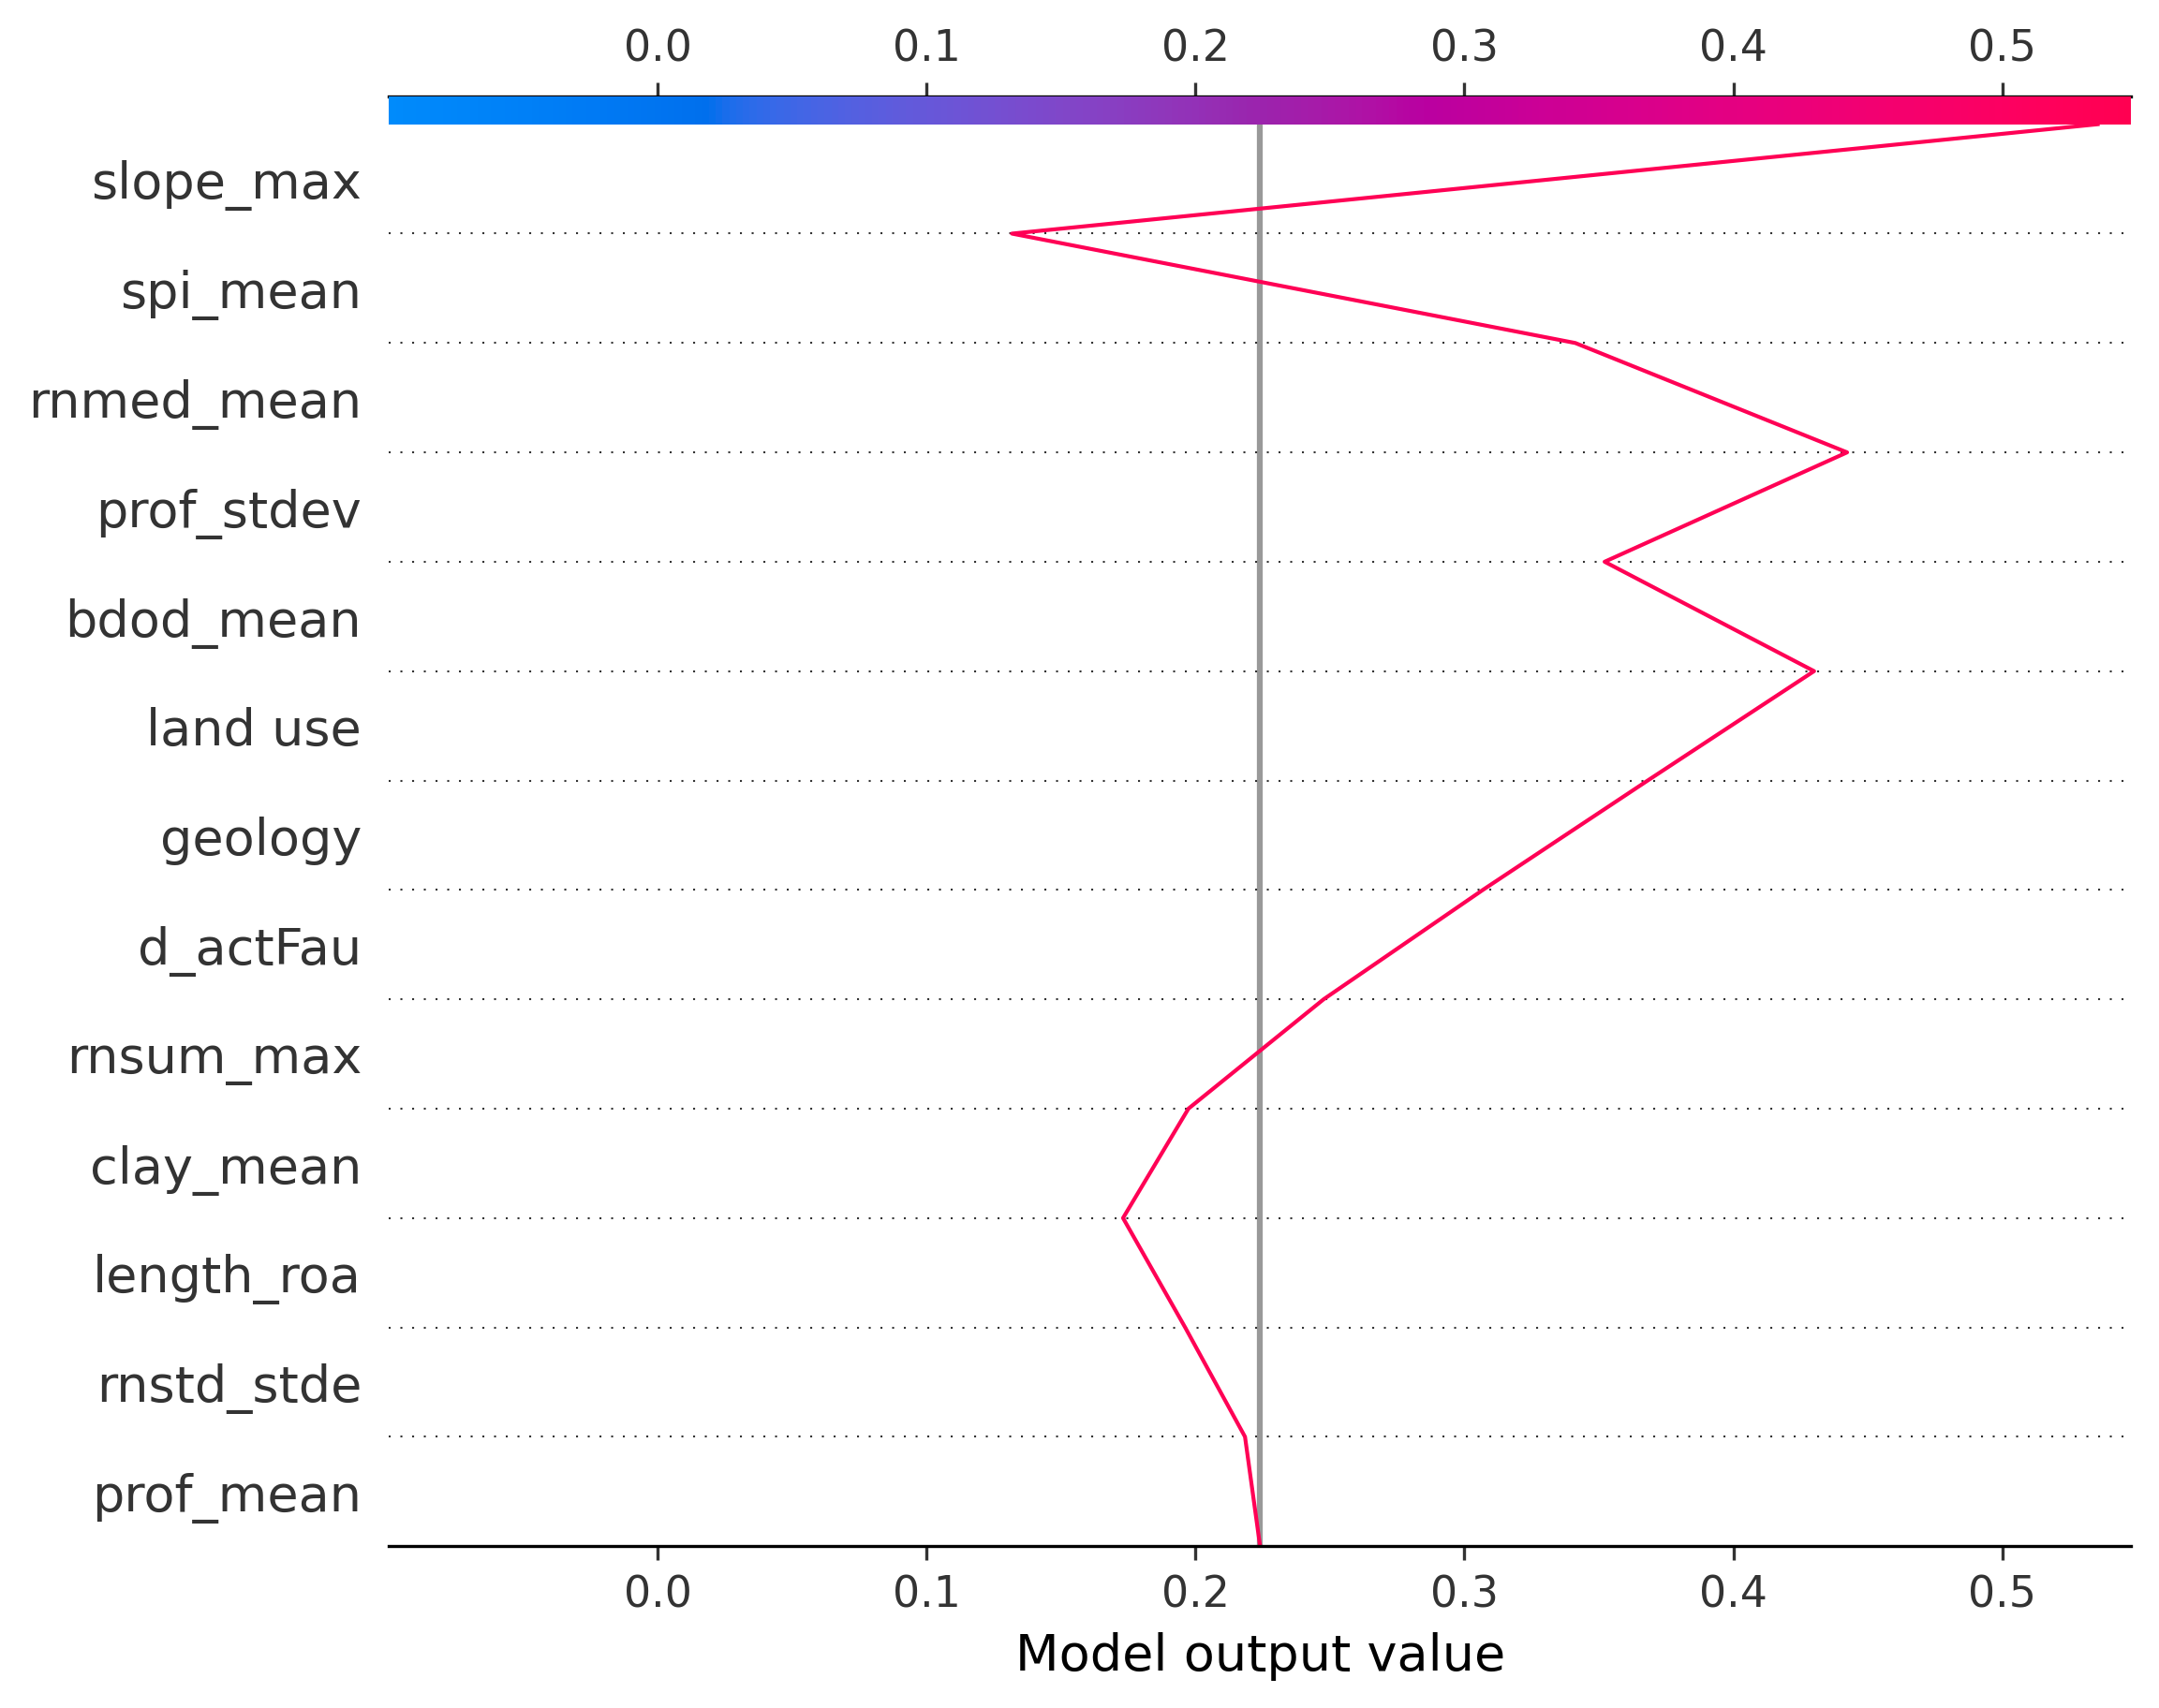 0.0 0.1 0.2 0.3 0.4 0.5
slope_max
spi_mean
rnmed_mean
prof_stdev
bdod_mean
land use
geology
d_actFau
rnsum_max
clay_mean
length_roa
rnstd_stde
prof_mean
0.0 0.1 0.2 0.3 0.4 0.5
Model output value